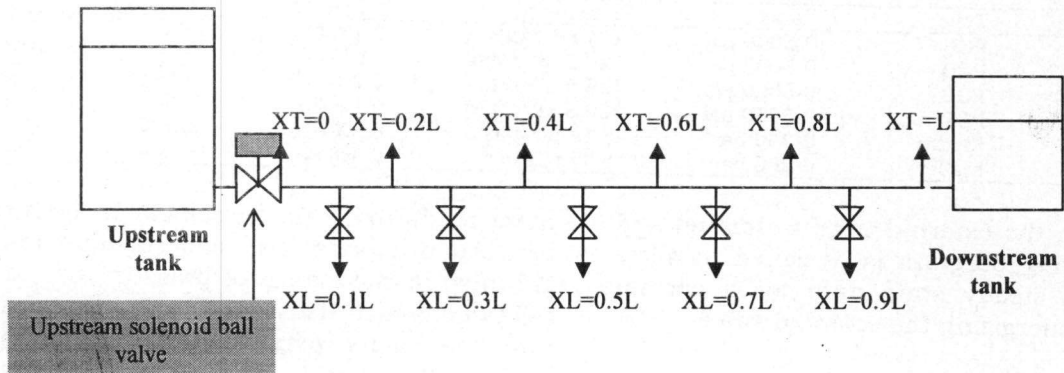 XT=0 XT=0.2L XT=0.4L XT=0.6L XT=0.8L XT =L
Upstream
tank
Downstream
tank
XL=0.1L XL=0.3L XL=0.5L XL=0.7L XL=0.9L
Upstream solenoid ball
valve